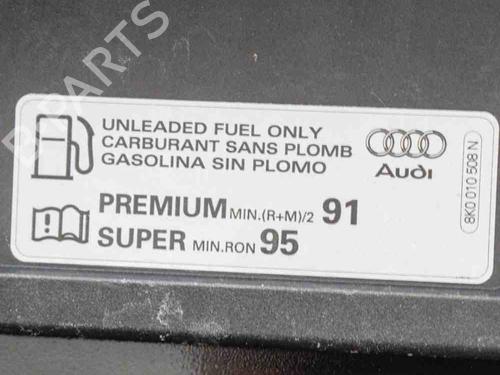 UNLEADED FUEL ONLY
CARBURANT SANS PLOMB
GASOLINA SIN PLOMO
Audi
PREMIUM MIN.(R+M)/2 91
SUPER MIN.RON 95
8K0 010 508 N
B-PARTS